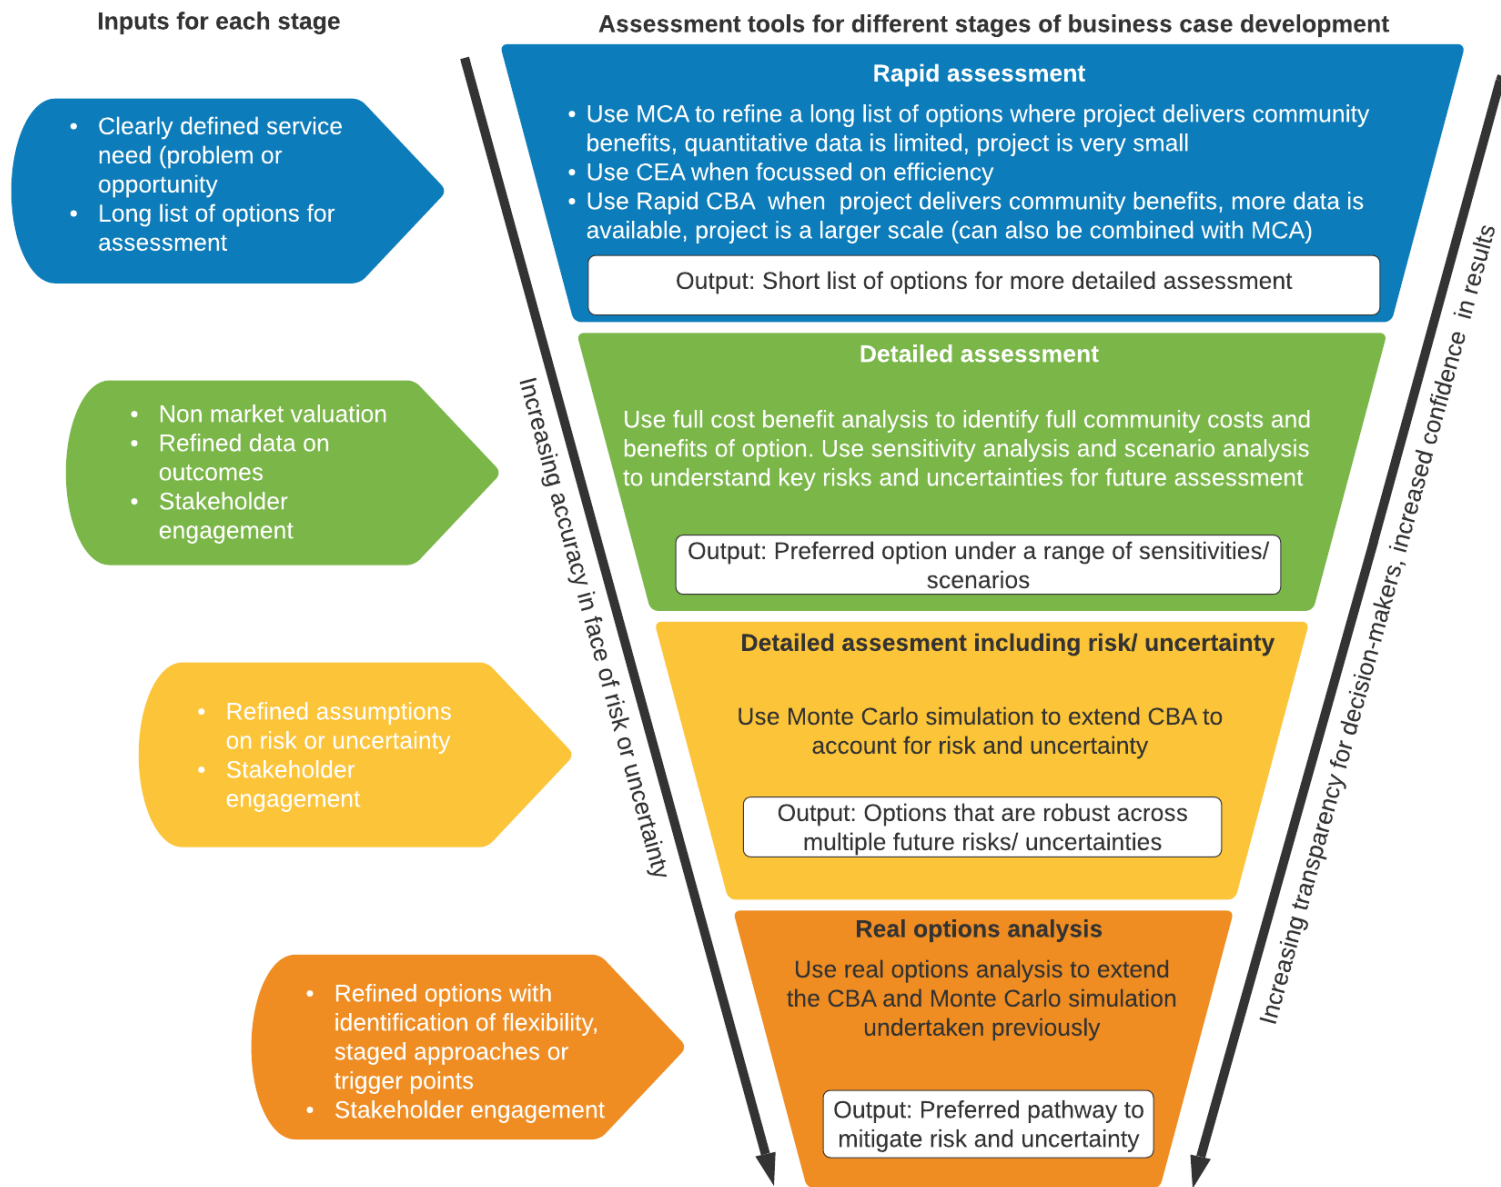 Inputs for each stage
Assessment tools for different stages of business case development
• Clearly defined service
need (problem or
opportunity
• Long list of options for
assessment
Rapid assessment
• Use MCA to refine a long list of options where project delivers community
benefits, quantitative data is limited, project is very small
• Use CEA when focussed on efficiency
• Use Rapid CBA when project delivers community benefits, more data is
available, project is a larger scale (can also be combined with MCA)
Output: Short list of options for more detailed assessment
• Non market valuation
• Refined data on
outcomes
• Stakeholder
engagement
Detailed assessment
Use full cost benefit analysis to identify full community costs and
benefits of option. Use sensitivity analysis and scenario analysis
to understand key risks and uncertainties for future assessment
Output: Preferred option under a range of sensitivities/
scenarios
• Refined assumptions
on risk or uncertainty
• Stakeholder
engagement
Detailed assesment including risk/ uncertainty
Use Monte Carlo simulation to extend CBA to
account for risk and uncertainty
Output: Options that are robust across
multiple future risks/ uncertainties
• Refined options with
identification of flexibility,
staged approaches or
trigger points
• Stakeholder engagement
Real options analysis
Use real options analysis to extend
the CBA and Monte Carlo simulation
undertaken previously
Output: Preferred pathway to
mitigate risk and uncertainty
Increasing accuracy in face of risk or uncertainty
Increasing transparency for decision-makers, increased confidence in results